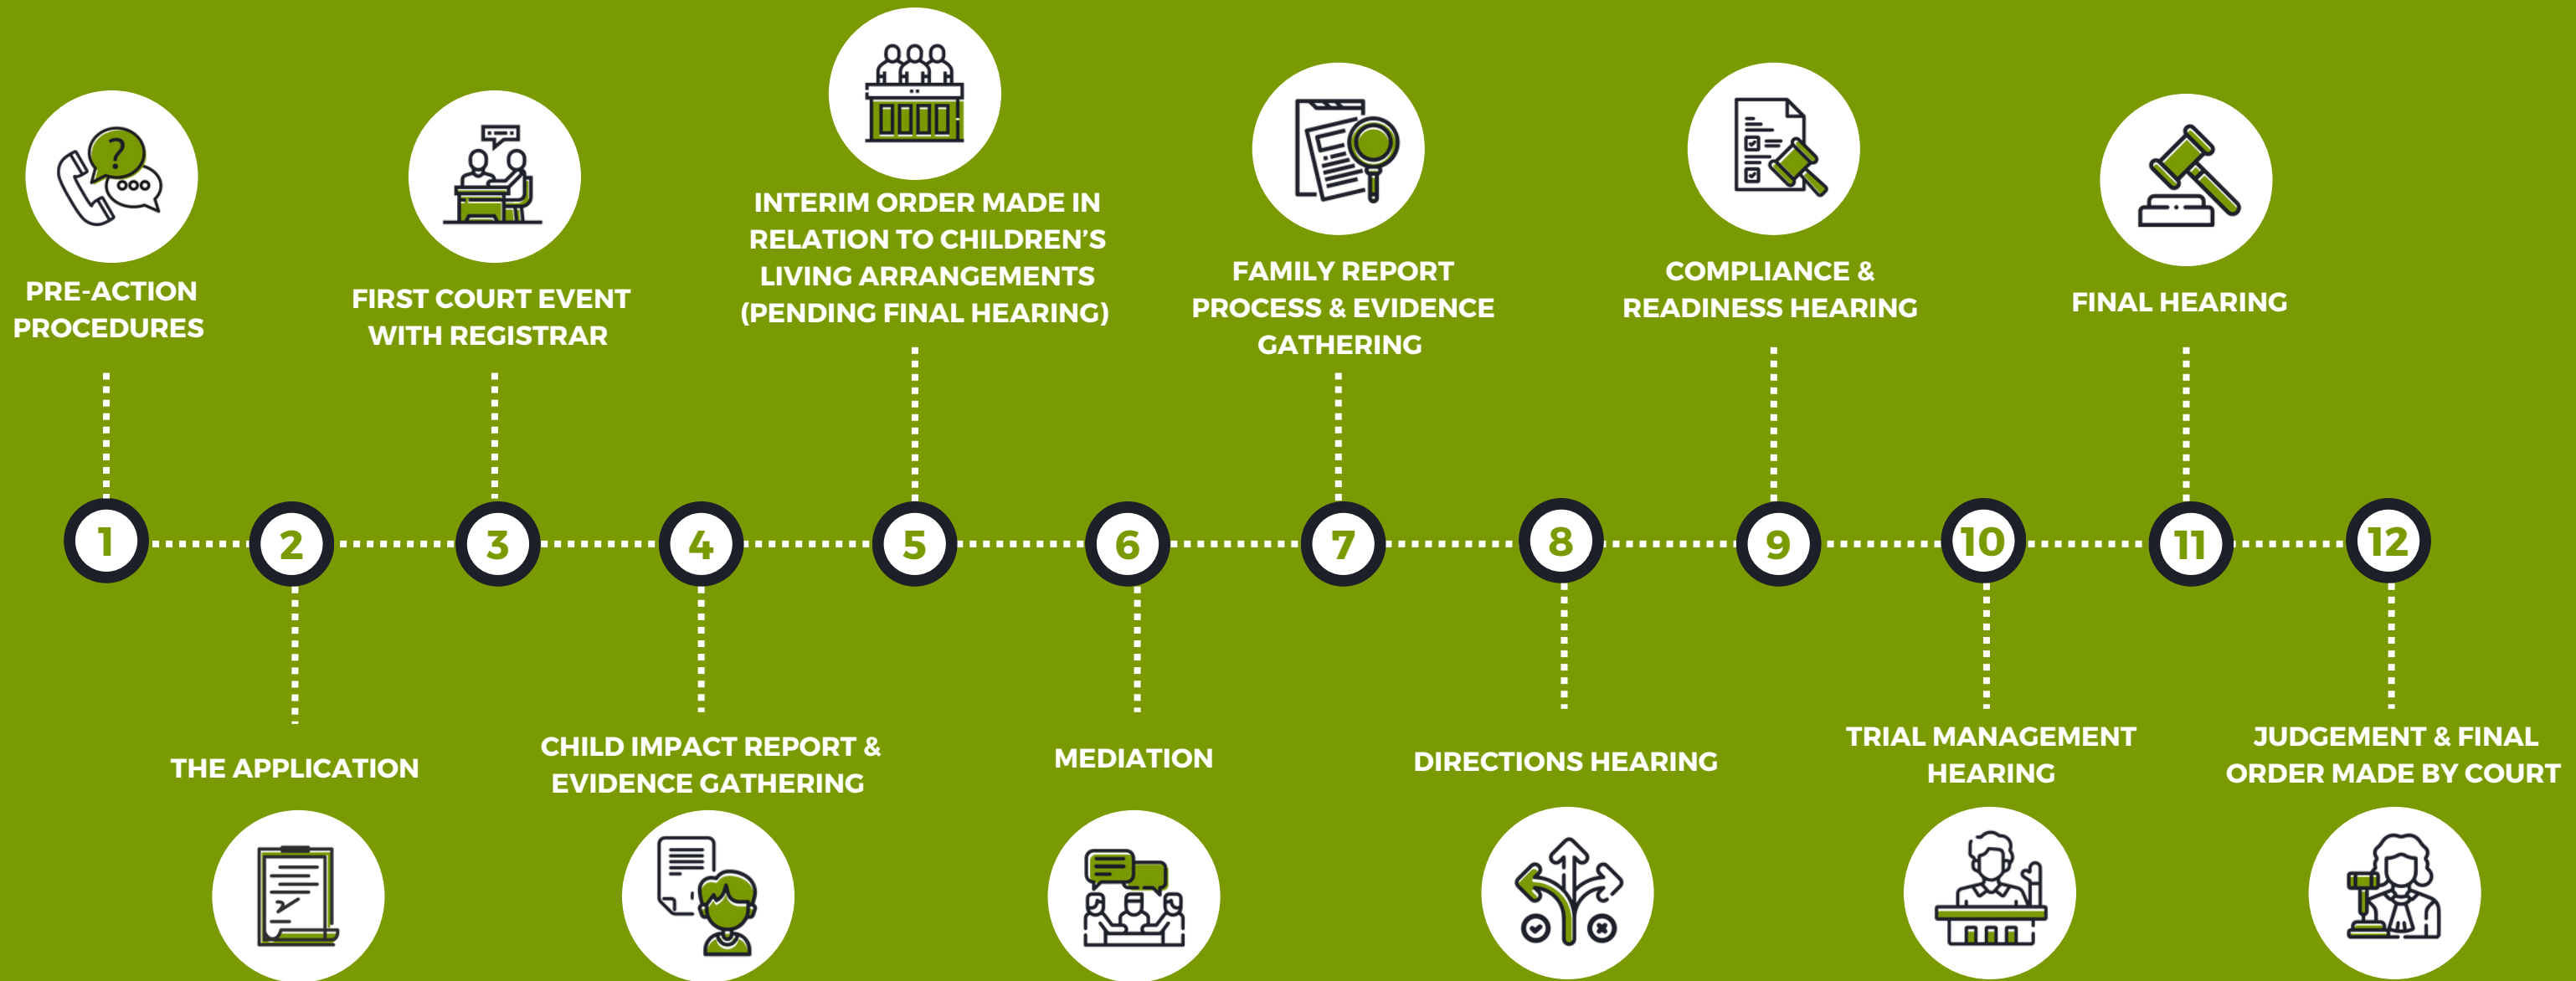 PRE-ACTION
PROCEDURES
FIRST COURT EVENT
WITH REGISTRAR
INTERIM ORDER MADE IN
RELATION TO CHILDREN'S
LIVING ARRANGEMENTS
(PENDING FINAL HEARING)
FAMILY REPORT
PROCESS & EVIDENCE
GATHERING
COMPLIANCE &
READINESS HEARING
FINAL HEARING
?
1
2
3
4
5
6
7
8
9
10
11
12
THE APPLICATION
CHILD IMPACT REPORT &
EVIDENCE GATHERING
MEDIATION
DIRECTIONS HEARING
TRIAL MANAGEMENT
HEARING
JUDGEMENT & FINAL
ORDER MADE BY COURT